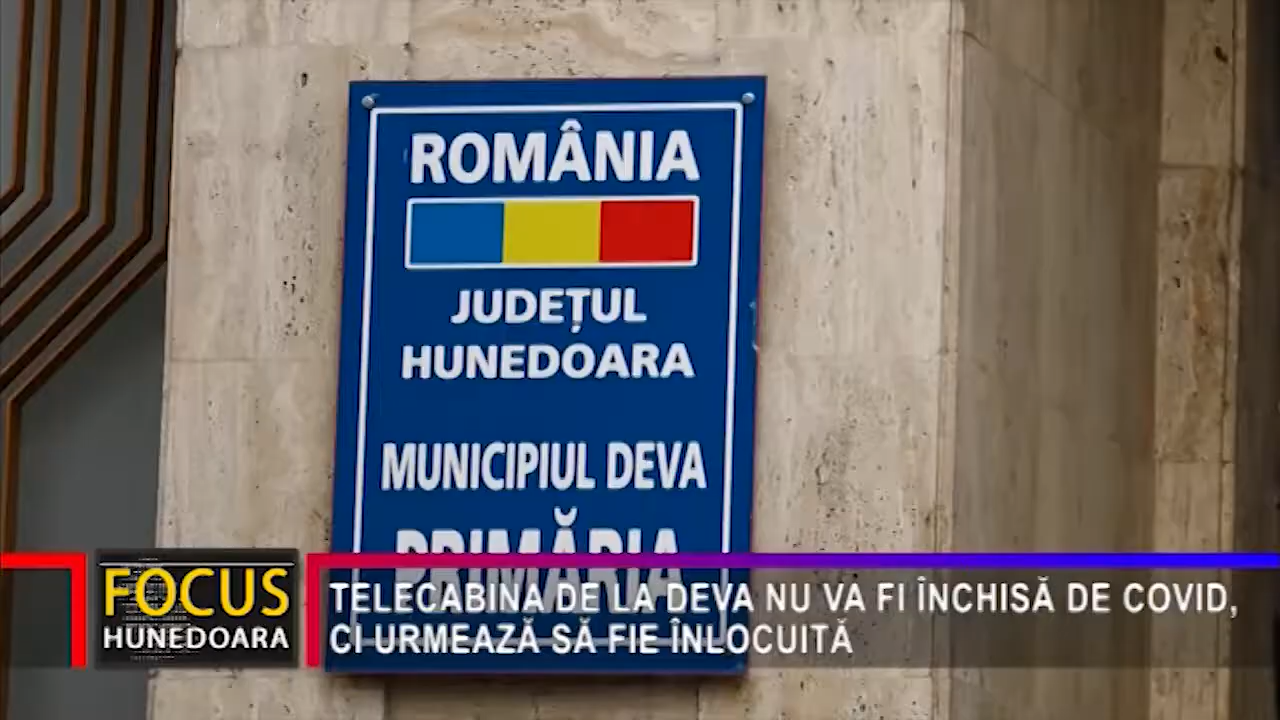 ROMÂNIA
JUDEȚUL
HUNEDOARA
MUNICIPIUL DEVA
PRIMĂRIA
FOCUS
HUNEDOARA
TELECABINA DE LA DEVA NU VA FI ÎNCHISĂ DE COVID,
CI URMEAZĂ SĂ FIE ÎNLOCUITĂ